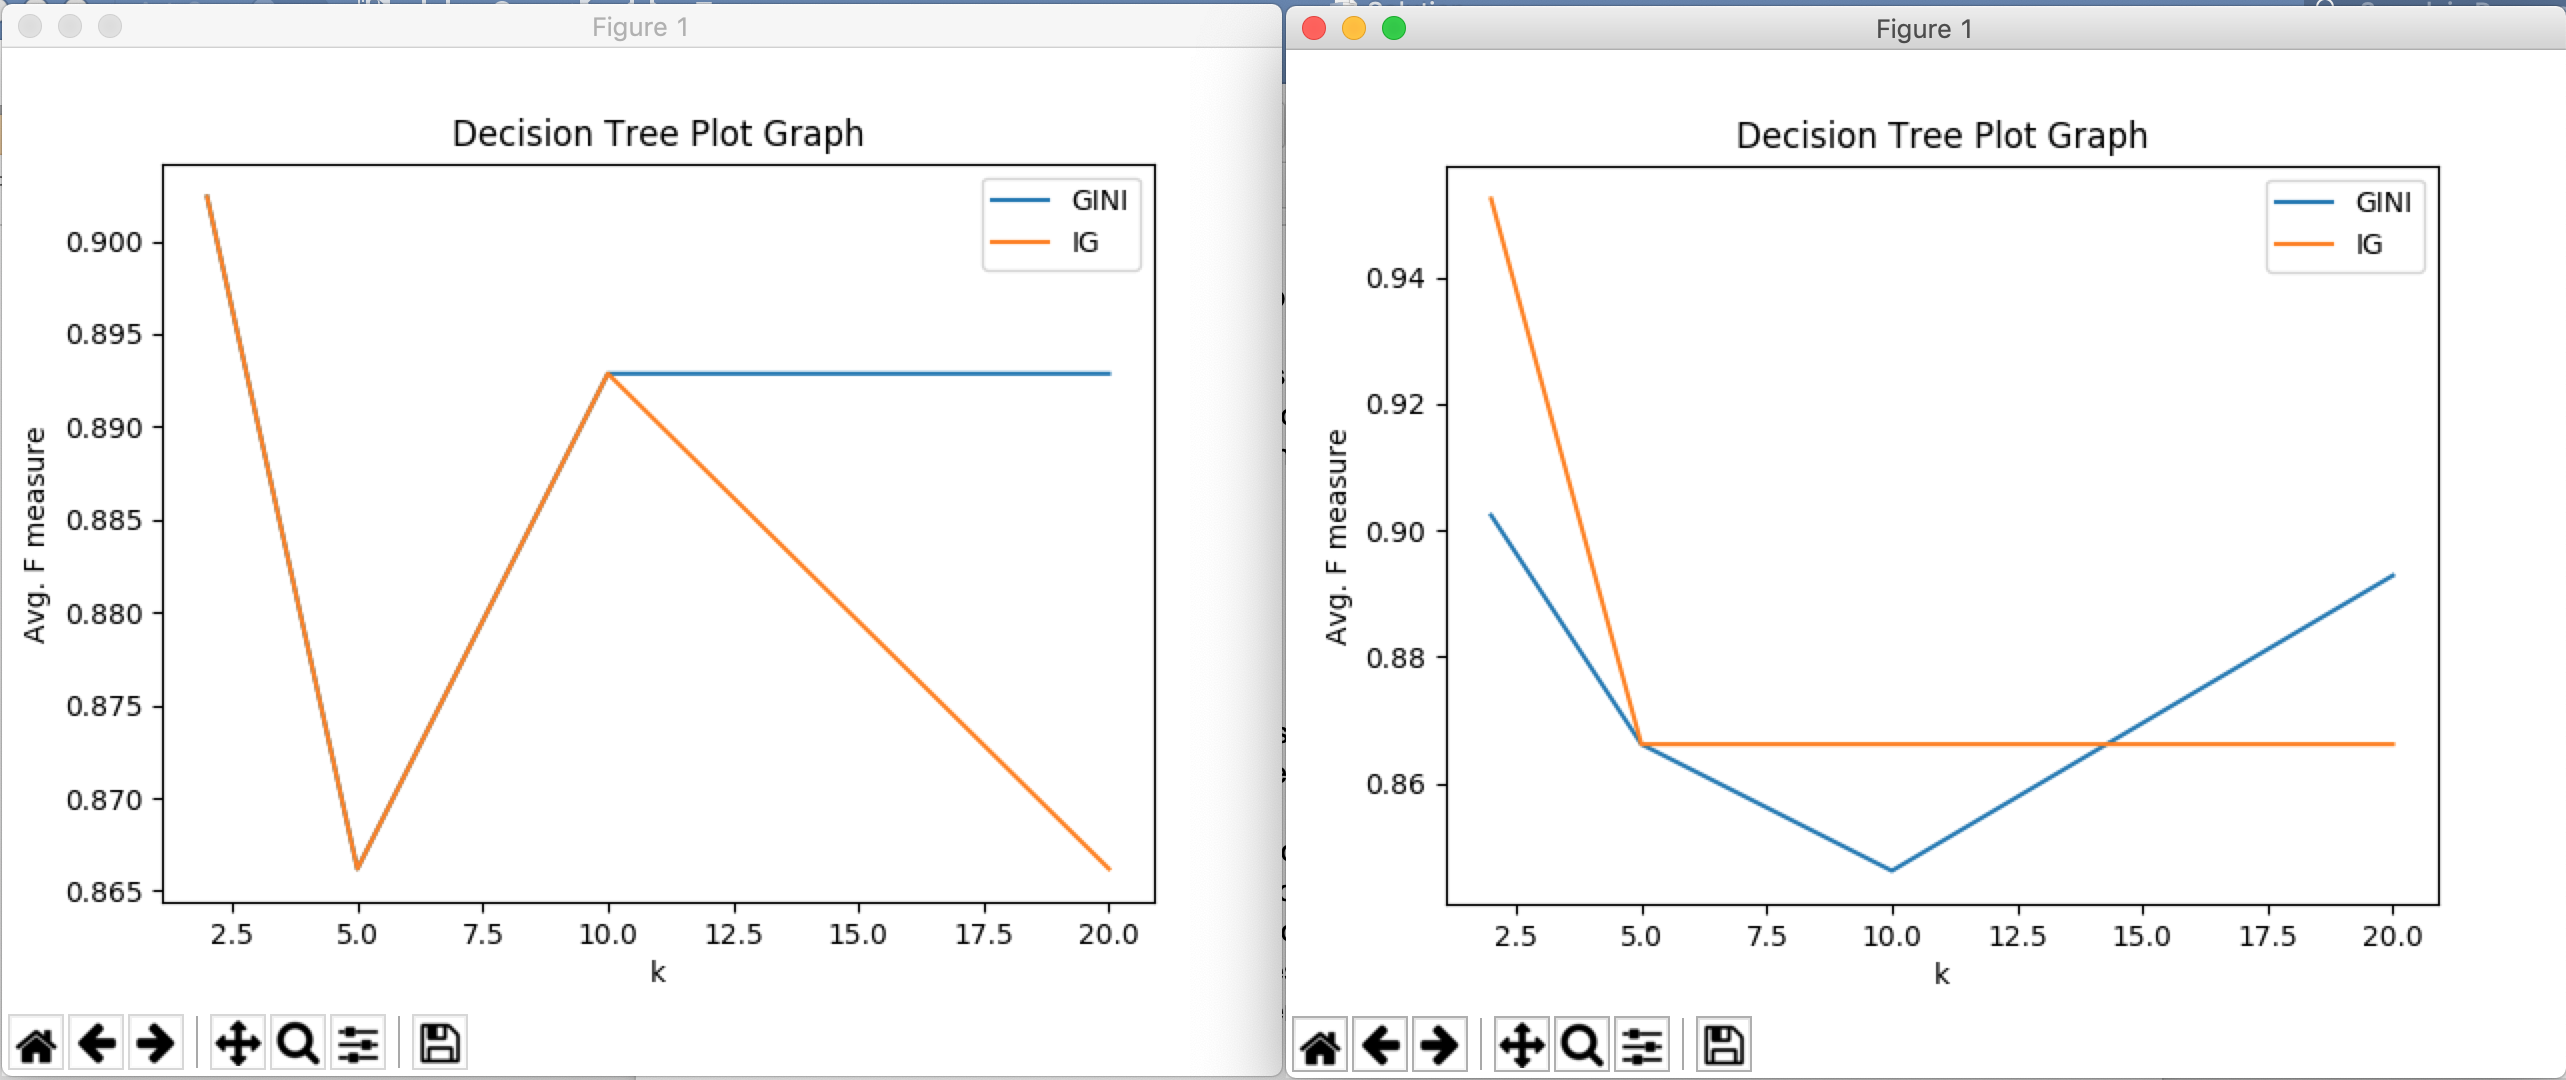 Figure 1
Decision Tree Plot Graph
GINI
IG
0.900
0.895
0.890
0.885
0.880
0.875
0.870
0.865
Avg. F measure
2.5 5.0 7.5 10.0 12.5 15.0 17.5 20.0
k
Figure 1
Decision Tree Plot Graph
GINI
IG
0.94
0.92
0.90
0.88
0.86
Avg. F measure
2.5 5.0 7.5 10.0 12.5 15.0 17.5 20.0
k